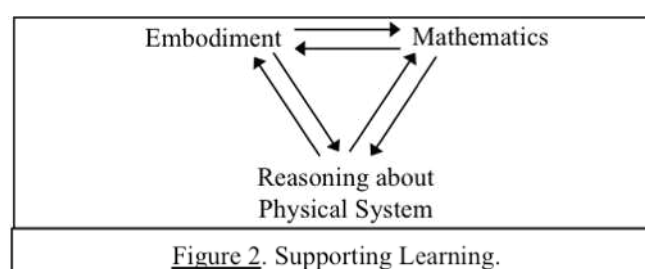 Embodiment Mathematics
Reasoning about
Physical System
Figure 2. Supporting Learning.